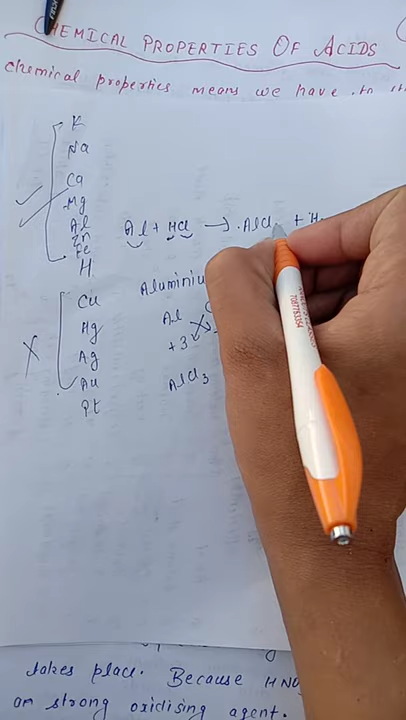 CHEMICAL PROPERTIES OF ACIDS
chemical properties means we have to
K
Na
Ca
Mg
Al
Al + HCl → AlCl + H
Zn
Fe
H
Cu
Aluminiu
Hg
Al
Ag
+3
Au
AlCl3
Pt
takes place. Because HNO
an strong oxidising agent.